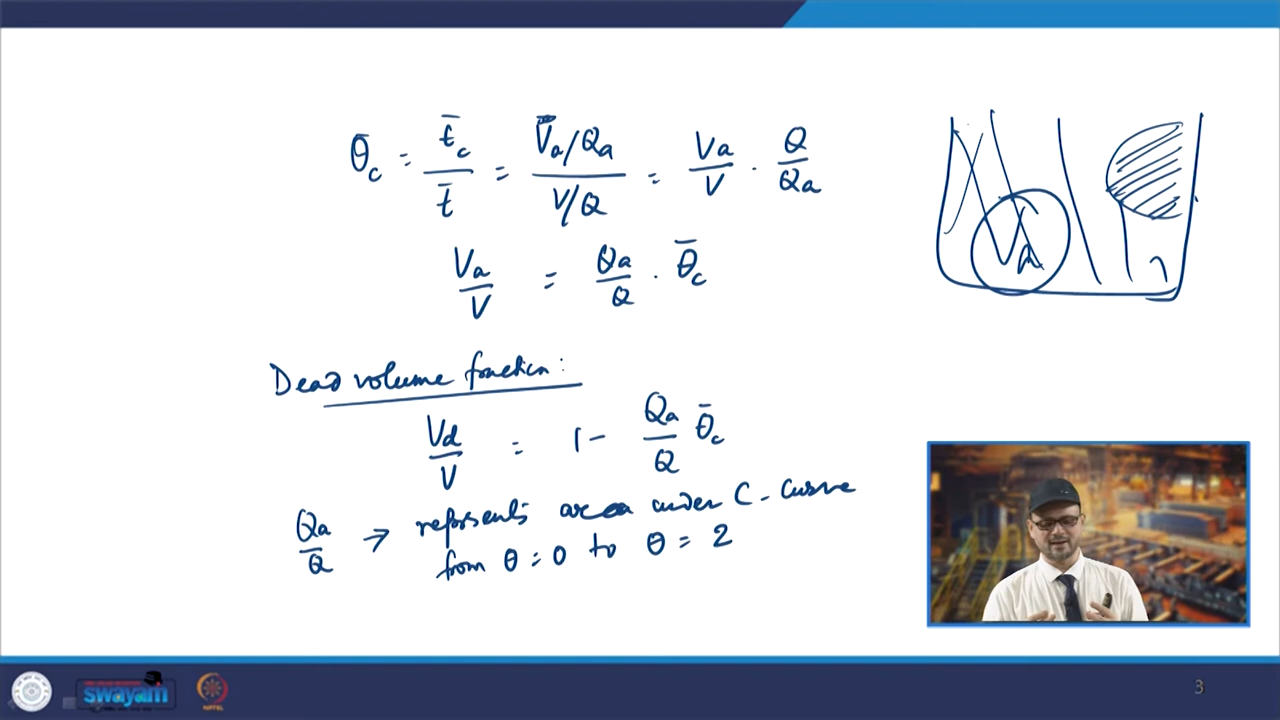 θ̄c = t̄c / t̄ = V̄a/Qa / V/Q = Va/V · Q/Qa
Va/V = Qa/Q · θ̄c
Va
Dead volume function:
Vd/V = 1 - Qa/Q θ̄c
Qa/Q → represents area under C-curve
from θ = 0 to θ = 2
swayam
3